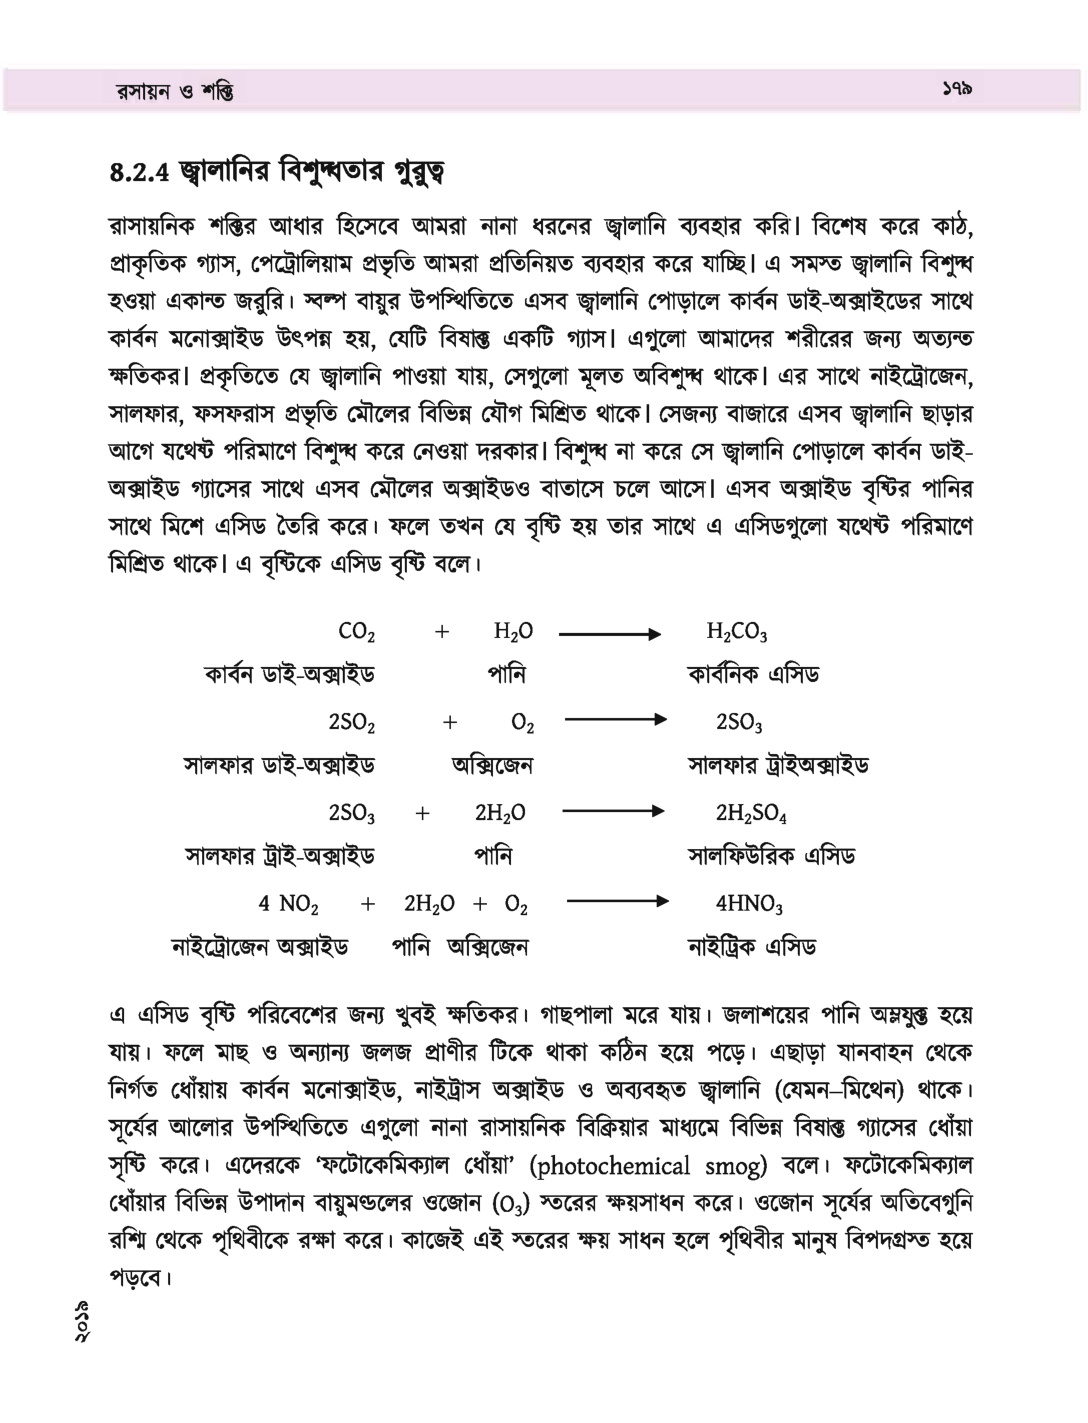 রসায়ন ও শক্তি ১৭৯
8.2.4 জ্বালানির বিশুদ্ধতার গুরুত্ব
রাসায়নিক শক্তির আধার হিসেবে আমরা নানা ধরনের জ্বালানি ব্যবহার করি। বিশেষ করে কাঠ,
প্রাকৃতিক গ্যাস, পেট্রোলিয়াম প্রভৃতি আমরা প্রতিনিয়ত ব্যবহার করে যাচ্ছি। এ সমস্ত জ্বালানি বিশুদ্ধ
হওয়া একান্ত জরুরি। স্বল্প বায়ুর উপস্থিতিতে এসব জ্বালানি পোড়ালে কার্বন ডাই-অক্সাইডের সাথে
কার্বন মনোক্সাইড উৎপন্ন হয়, যেটি বিষাক্ত একটি গ্যাস। এগুলো আমাদের শরীরের জন্য অত্যন্ত
ক্ষতিকর। প্রকৃতিতে যে জ্বালানি পাওয়া যায়, সেগুলো মূলত অবিশুদ্ধ থাকে। এর সাথে নাইট্রোজেন,
সালফার, ফসফরাস প্রভৃতি মৌলের বিভিন্ন যৌগ মিশ্রিত থাকে। সেজন্য বাজারে এসব জ্বালানি ছাড়ার
আগে যথেষ্ট পরিমাণে বিশুদ্ধ করে নেওয়া দরকার। বিশুদ্ধ না করে সে জ্বালানি পোড়ালে কার্বন ডাই-
অক্সাইড গ্যাসের সাথে এসব মৌলের অক্সাইডও বাতাসে চলে আসে। এসব অক্সাইড বৃষ্টির পানির
সাথে মিশে এসিড তৈরি করে। ফলে তখন যে বৃষ্টি হয় তার সাথে এ এসিডগুলো যথেষ্ট পরিমাণে
মিশ্রিত থাকে। এ বৃষ্টিকে এসিড বৃষ্টি বলে।
CO₂ + H₂O ⟶ H₂CO₃
কার্বন ডাই-অক্সাইড পানি কার্বনিক এসিড
2SO₂ + O₂ ⟶ 2SO₃
সালফার ডাই-অক্সাইড অক্সিজেন সালফার ট্রাইঅক্সাইড
2SO₃ + 2H₂O ⟶ 2H₂SO₄
সালফার ট্রাই-অক্সাইড পানি সালফিউরিক এসিড
4 NO₂ + 2H₂O + O₂ ⟶ 4HNO₃
নাইট্রোজেন অক্সাইড পানি অক্সিজেন নাইট্রিক এসিড
এ এসিড বৃষ্টি পরিবেশের জন্য খুবই ক্ষতিকর। গাছপালা মরে যায়। জলাশয়ের পানি অম্লযুক্ত হয়ে
যায়। ফলে মাছ ও অন্যান্য জলজ প্রাণীর টিকে থাকা কঠিন হয়ে পড়ে। এছাড়া যানবাহন থেকে
নির্গত ধোঁয়ায় কার্বন মনোক্সাইড, নাইট্রাস অক্সাইড ও অব্যবহৃত জ্বালানি (যেমন–মিথেন) থাকে।
সূর্যের আলোর উপস্থিতিতে এগুলো নানা রাসায়নিক বিক্রিয়ার মাধ্যমে বিভিন্ন বিষাক্ত গ্যাসের ধোঁয়া
সৃষ্টি করে। এদেরকে ‘ফটোকেমিক্যাল ধোঁয়া’ (photochemical smog) বলে। ফটোকেমিক্যাল
ধোঁয়ার বিভিন্ন উপাদান বায়ুমণ্ডলের ওজোন (O₃) স্তরের ক্ষয়সাধন করে। ওজোন সূর্যের অতিবেগুনি
রশ্মি থেকে পৃথিবীকে রক্ষা করে। কাজেই এই স্তরের ক্ষয় সাধন হলে পৃথিবীর মানুষ বিপদগ্রস্ত হয়ে
পড়বে।
২০১৯